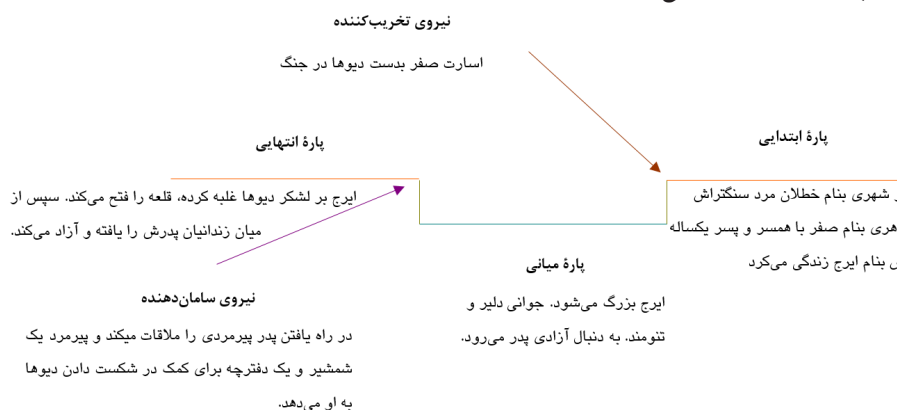 نیروی تخریب‌کننده
اسارت صفر بدست دیوها در جنگ
پارهٔ ابتدایی
شهری بنام خطلان مرد سنگتراش
بنام صفر با همسر و پسر یکساله
بنام ایرج زندگی می‌کرد
پارهٔ میانی
ایرج بزرگ می‌شود. جوانی دلیر و
تنومند. به دنبال آزادی پدر می‌رود.
پارهٔ انتهایی
ایرج بر لشکر دیوها غلبه کرده، قلعه را فتح می‌کند. سپس از
میان زندانیان پدرش را یافته و آزاد می‌کند.
نیروی سامان‌دهنده
در راه یافتن پدر پیرمردی را ملاقات میکند و پیرمرد یک
شمشیر و یک دفترچه برای کمک در شکست دادن دیوها
به او می‌دهد.